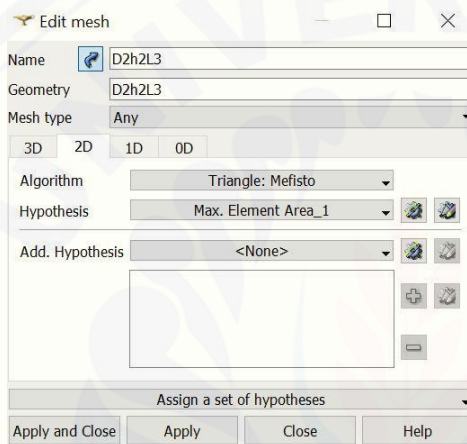 Edit mesh
Name D2h2L3
Geometry D2h2L3
Mesh type Any
3D 2D 1D 0D
Algorithm Triangle: Mefisto
Hypothesis Max. Element Area_1
Add. Hypothesis <None>
Assign a set of hypotheses
Apply and Close Apply Close Help